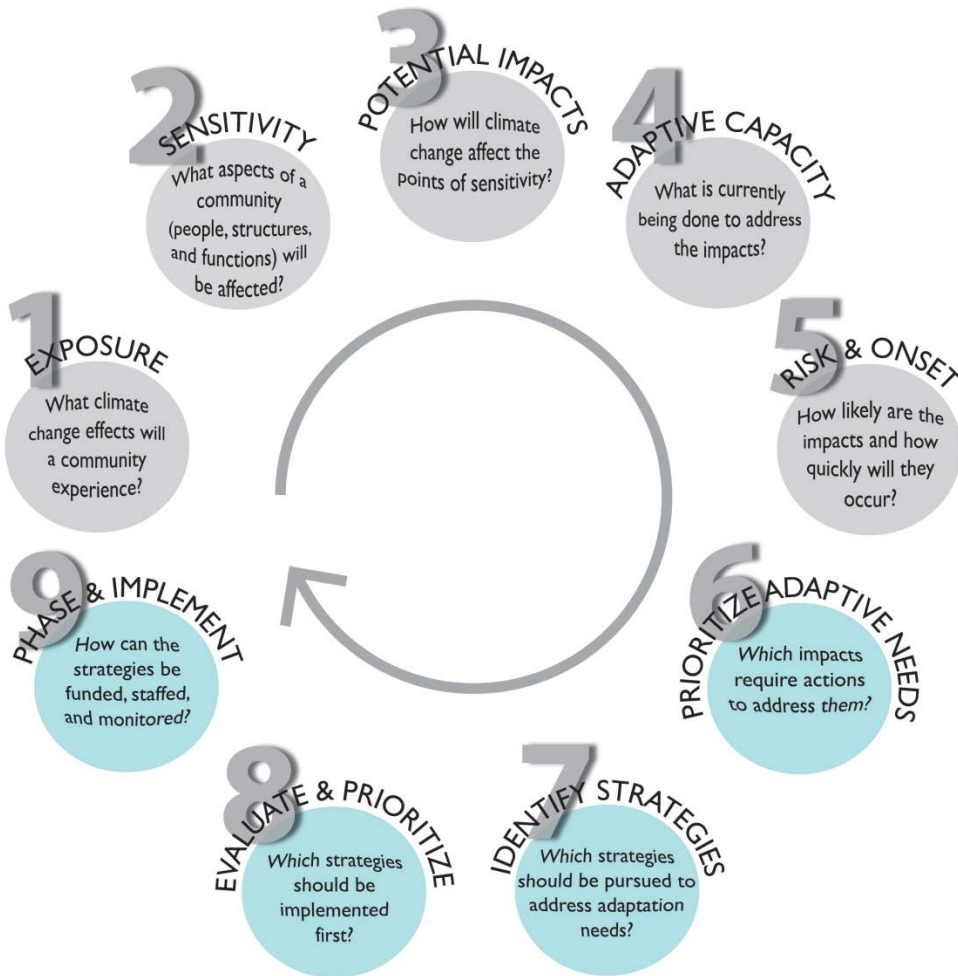 1
EXPOSURE
What climate
change effects will
a community
experience?
2
SENSITIVITY
What aspects of a
community
(people, structures,
and functions) will
be affected?
3
POTENTIAL IMPACTS
How will climate
change affect the
points of sensitivity?
4
ADAPTIVE CAPACITY
What is currently
being done to address
the impacts?
5
RISK & ONSET
How likely are the
impacts and how
quickly will they
occur?
6
PRIORITIZE ADAPTIVE NEEDS
Which impacts
require actions
to address them?
7
IDENTIFY STRATEGIES
Which strategies
should be pursued to
address adaptation
needs?
8
EVALUATE & PRIORITIZE
Which strategies
should be
implemented
first?
9
PHASE & IMPLEMENT
How can the
strategies be
funded, staffed,
and monitored?